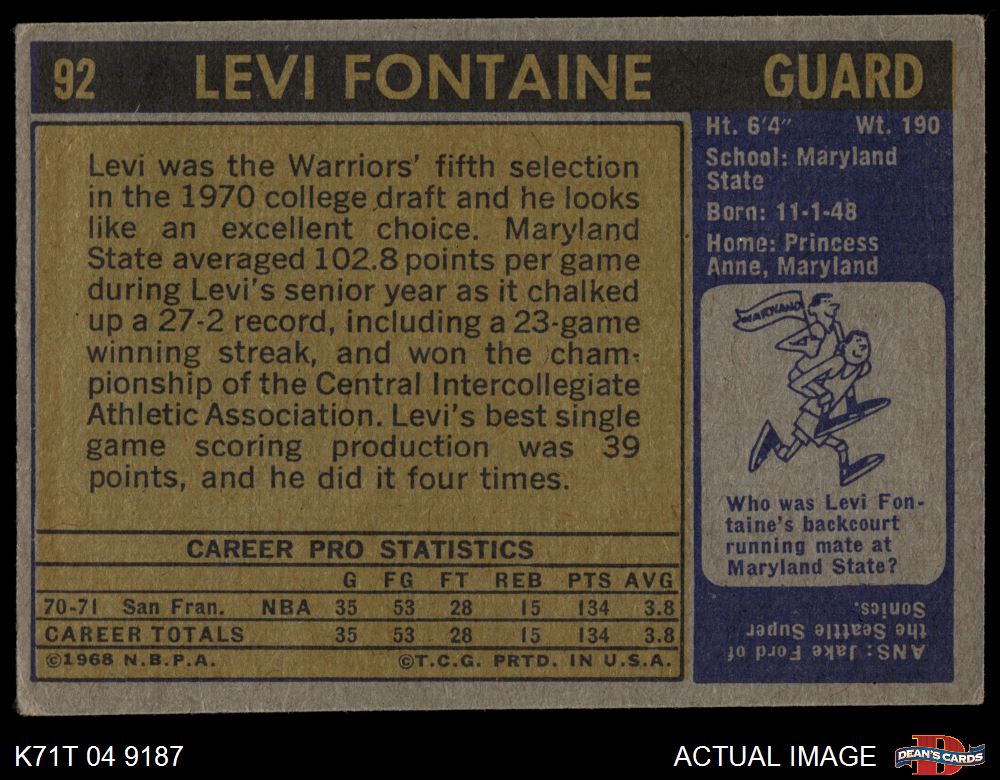 92 LEVI FONTAINE GUARD
Levi was the Warriors' fifth selection
in the 1970 college draft and he looks
like an excellent choice. Maryland
State averaged 102.8 points per game
during Levi's senior year as it chalked
up a 27-2 record, including a 23-game
winning streak, and won the cham-
pionship of the Central Intercollegiate
Athletic Association. Levi's best single
game scoring production was 39
points, and he did it four times.
CAREER PRO STATISTICS
G FG FT REB PTS AVG
70-71 San Fran. NBA 35 53 28 15 134 3.8
CAREER TOTALS 35 53 28 15 134 3.8
©1968 N.B.P.A. ©T.C.G. PRTD. IN U.S.A.
Ht. 6'4" Wt. 190
School: Maryland
State
Born: 11-1-48
Home: Princess
Anne, Maryland
MARYLAND
Who was Levi Fon-
taine's backcourt
running mate at
Maryland State?
ANS: Jake Ford of
the Seattle Super
Sonics.
K71T 04 9187
ACTUAL IMAGE
D
DEAN'S CARDS